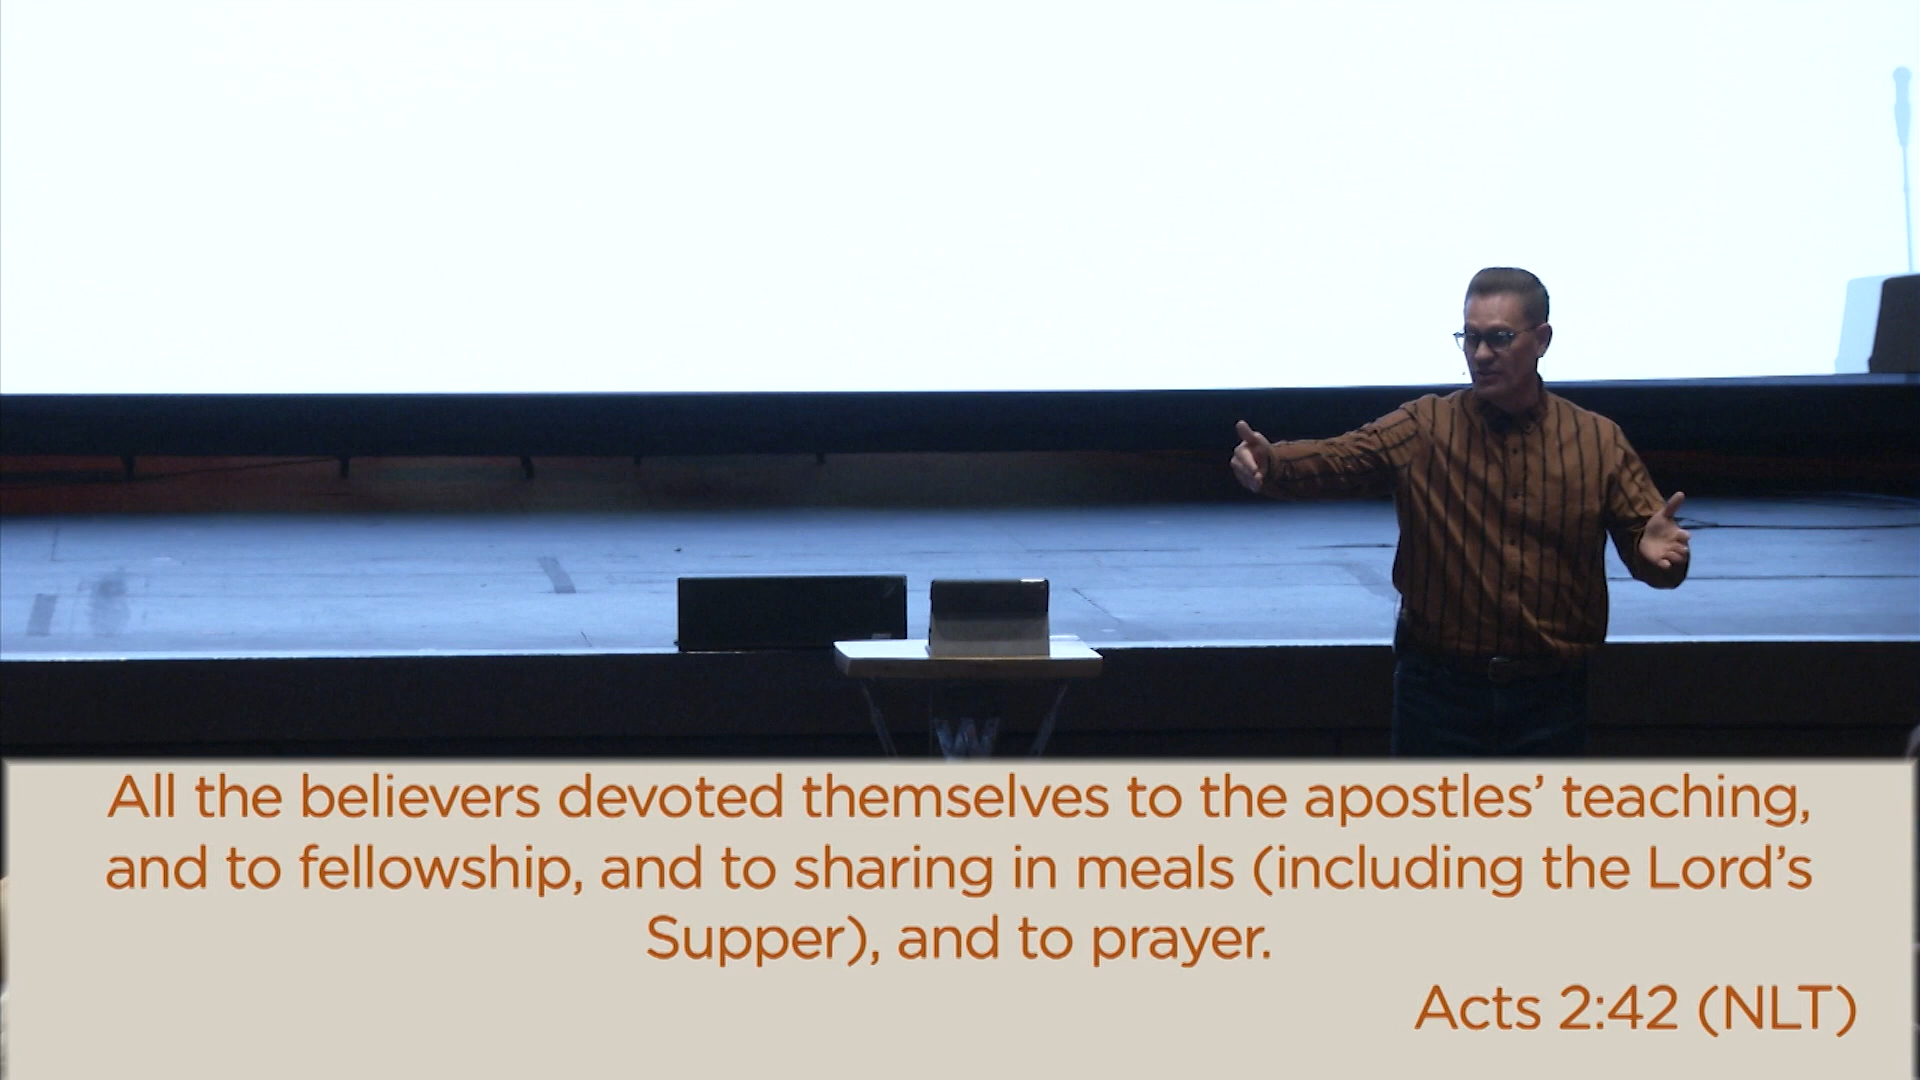 All the believers devoted themselves to the apostles’ teaching,
and to fellowship, and to sharing in meals (including the Lord’s
Supper), and to prayer.
Acts 2:42 (NLT)